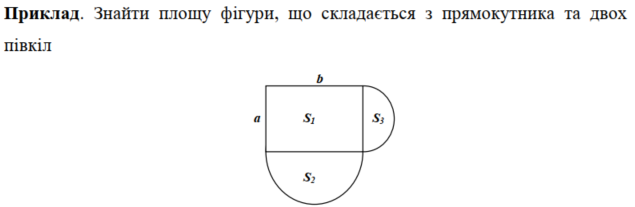 Приклад. Знайти площу фігури, що складається з прямокутника та двох
півкіл
b
a
S1
S3
S2